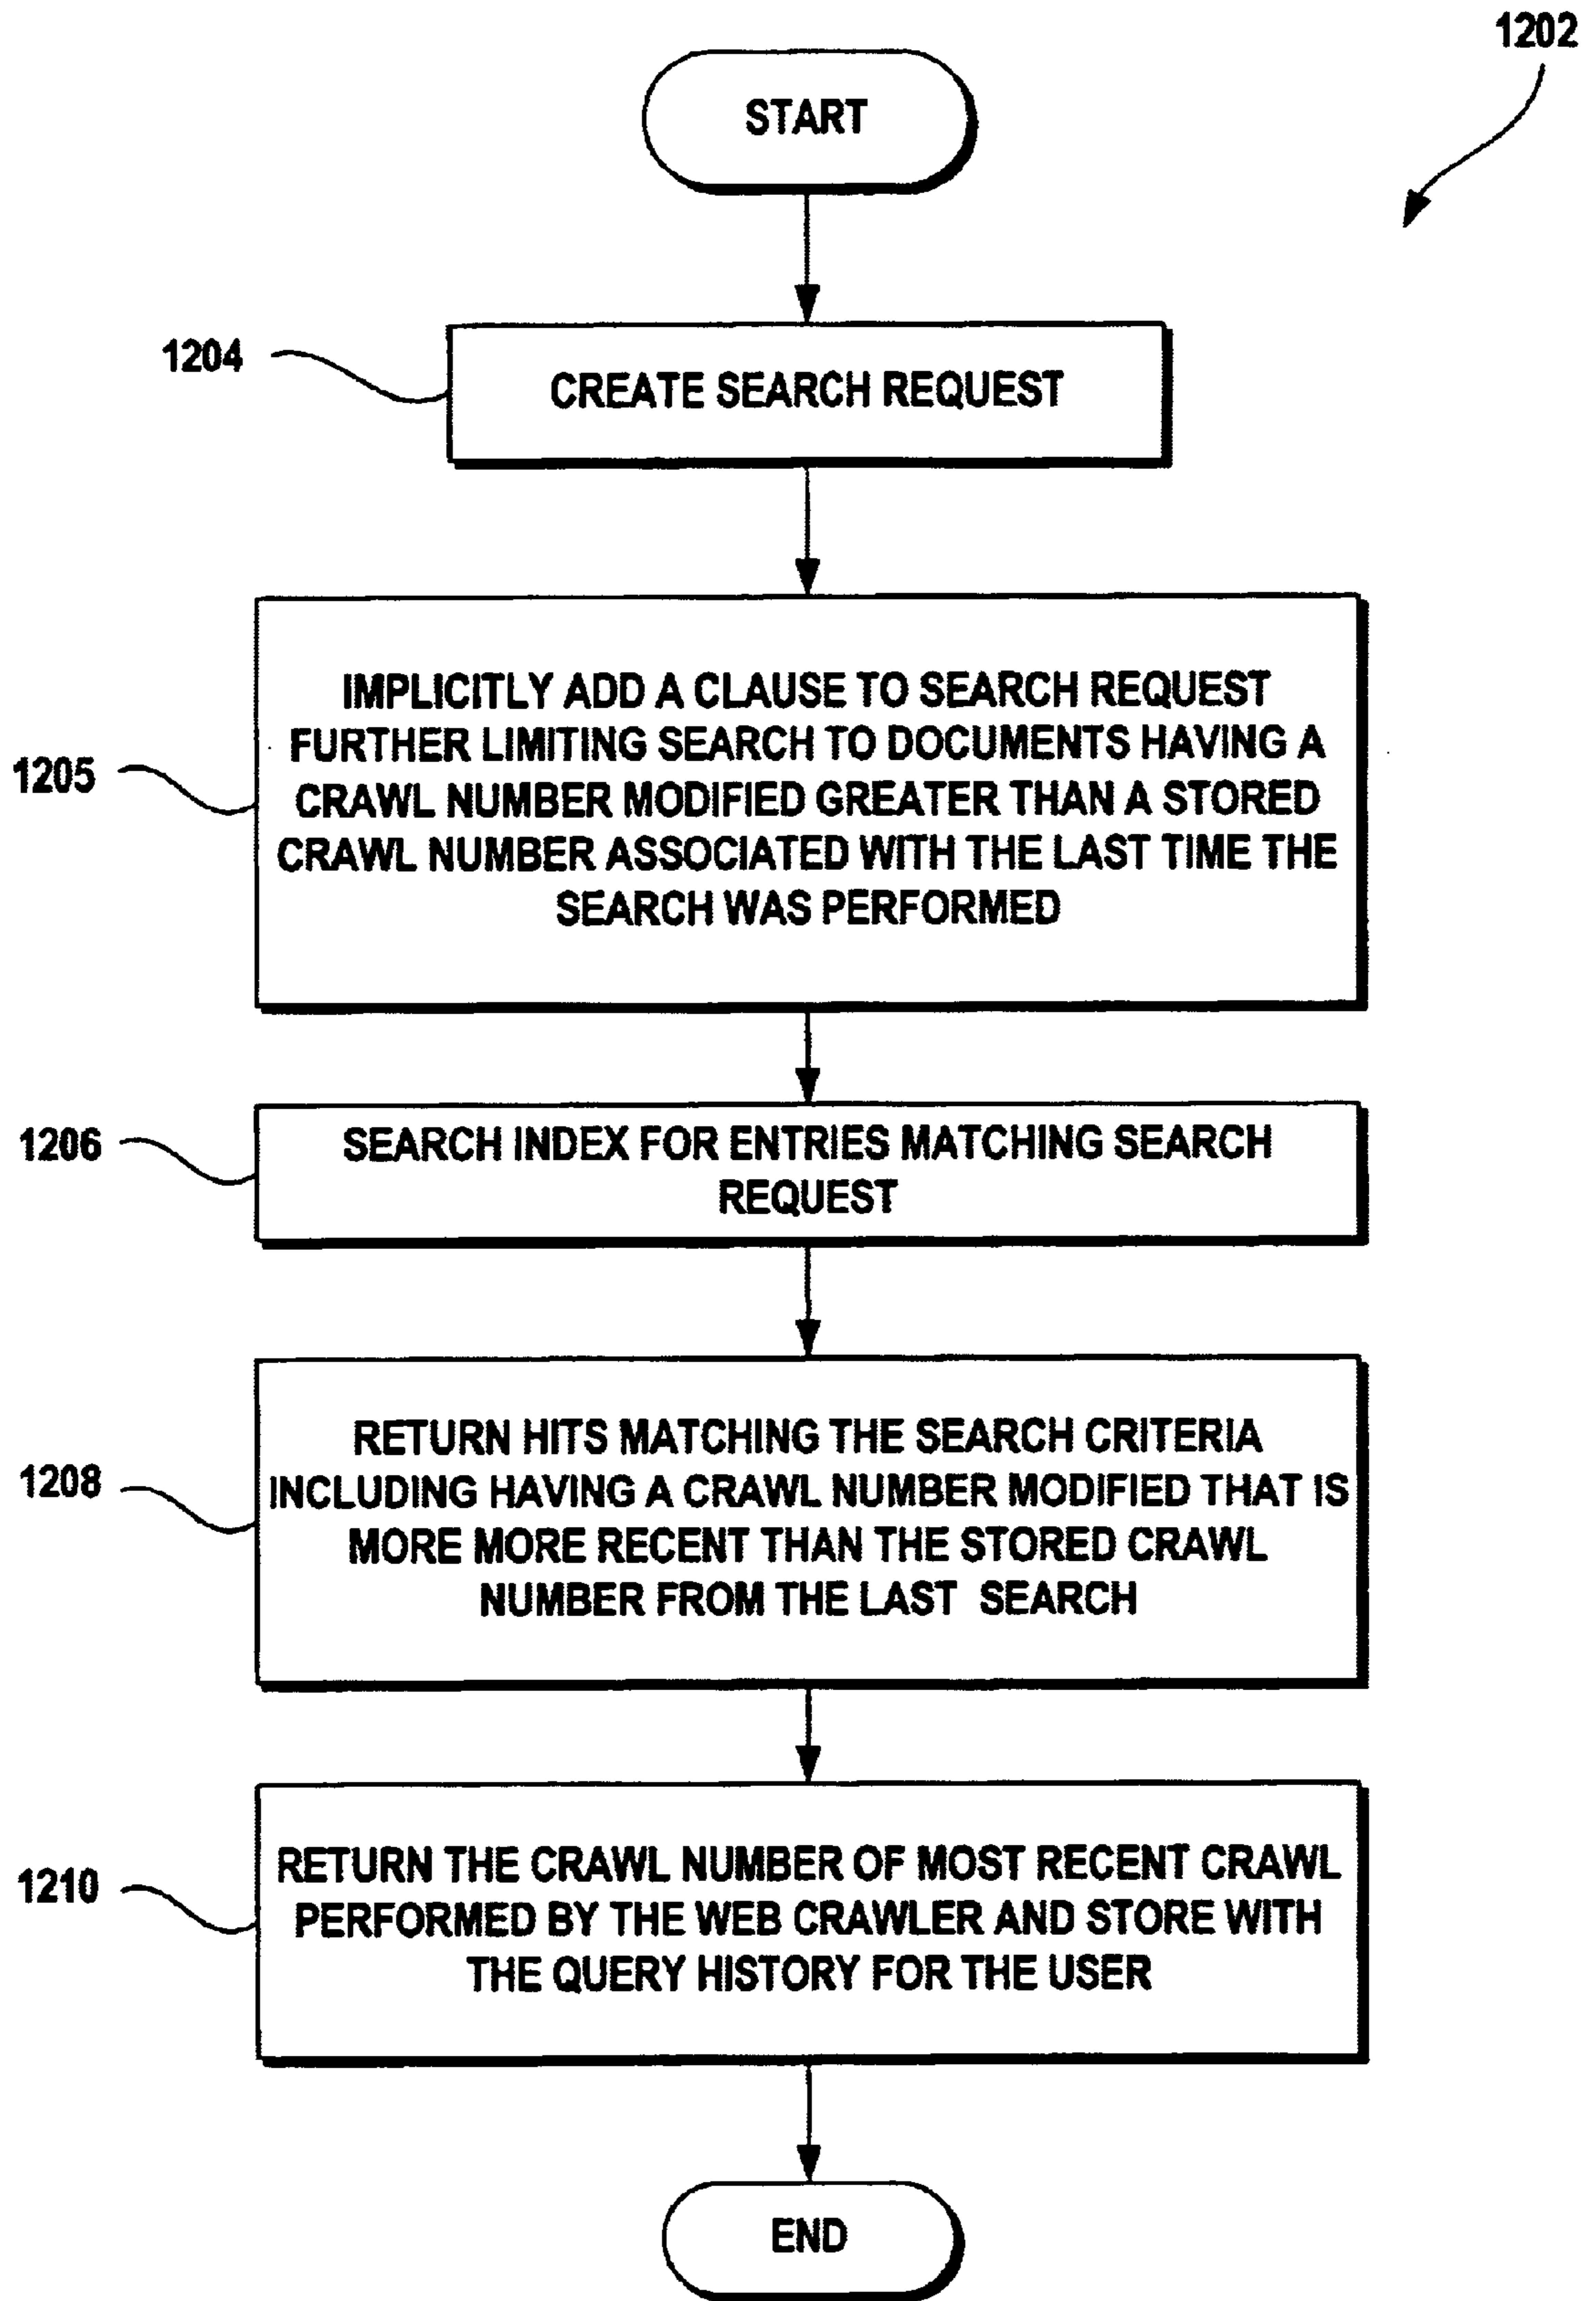 1202
START
1204
CREATE SEARCH REQUEST
1205
IMPLICITLY ADD A CLAUSE TO SEARCH REQUEST
FURTHER LIMITING SEARCH TO DOCUMENTS HAVING A
CRAWL NUMBER MODIFIED GREATER THAN A STORED
CRAWL NUMBER ASSOCIATED WITH THE LAST TIME THE
SEARCH WAS PERFORMED
1206
SEARCH INDEX FOR ENTRIES MATCHING SEARCH
REQUEST
1208
RETURN HITS MATCHING THE SEARCH CRITERIA
INCLUDING HAVING A CRAWL NUMBER MODIFIED THAT IS
MORE MORE RECENT THAN THE STORED CRAWL
NUMBER FROM THE LAST SEARCH
1210
RETURN THE CRAWL NUMBER OF MOST RECENT CRAWL
PERFORMED BY THE WEB CRAWLER AND STORE WITH
THE QUERY HISTORY FOR THE USER
END